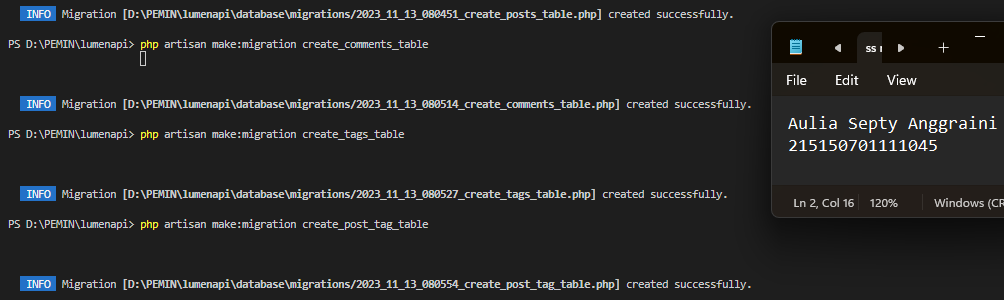 INFO Migration [D:\PEMIN\lumenapi\database\migrations/2023_11_13_080451_create_posts_table.php] created successfully.
PS D:\PEMIN\lumenapi> php artisan make:migration create_comments_table
INFO Migration [D:\PEMIN\lumenapi\database\migrations/2023_11_13_080514_create_comments_table.php] created successfully.
PS D:\PEMIN\lumenapi> php artisan make:migration create_tags_table
INFO Migration [D:\PEMIN\lumenapi\database\migrations/2023_11_13_080527_create_tags_table.php] created successfully.
PS D:\PEMIN\lumenapi> php artisan make:migration create_post_tag_table
INFO Migration [D:\PEMIN\lumenapi\database\migrations/2023_11_13_080554_create_post_tag_table.php] created successfully.
ss
File Edit View
Aulia Septy Anggraini
215150701111045
Ln 2, Col 16 120% Windows (CR